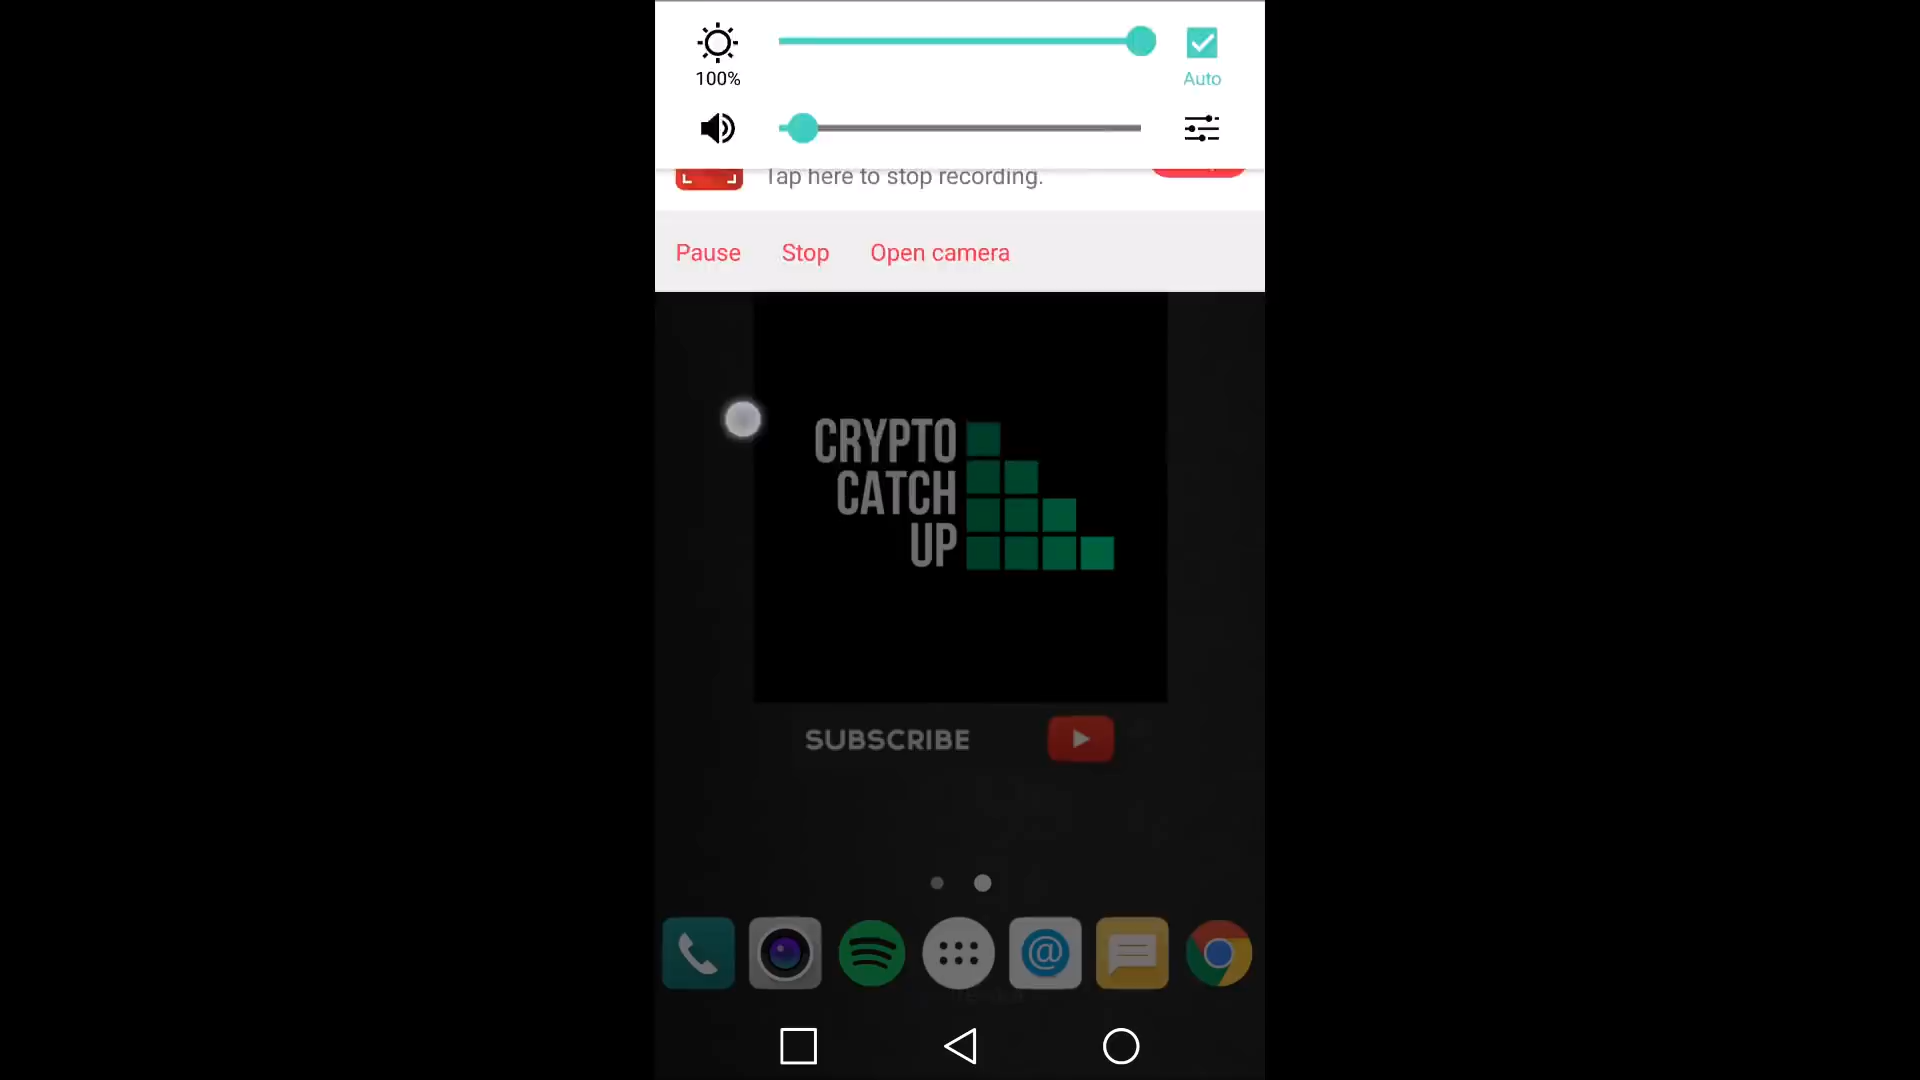 100%
Auto
Tap here to stop recording.
Pause Stop Open camera
CRYPTO
CATCH
UP
SUBSCRIBE